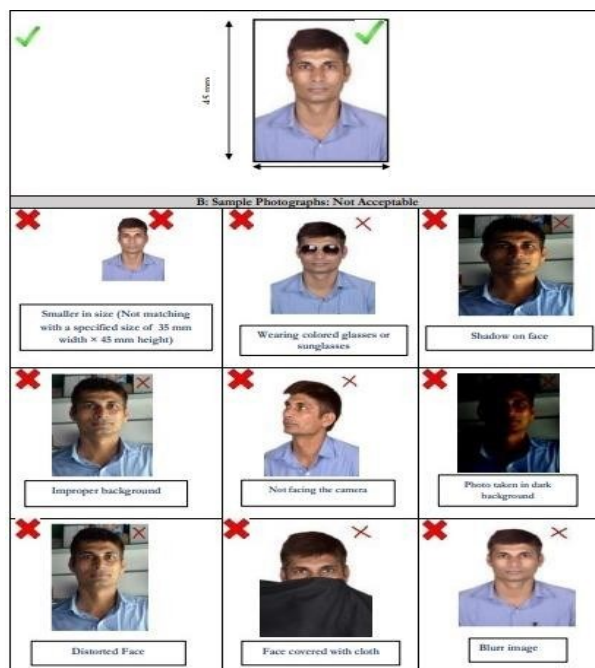 45 mm
B: Sample Photographs: Not Acceptable
Smaller in size (Not matching
with a specified size of 35 mm
width × 45 mm height)
Wearing colored glasses or
sunglasses
Shadow on face
Improper background
Not facing the camera
Photo taken in dark
background
Distorted Face
Face covered with cloth
Blurr image